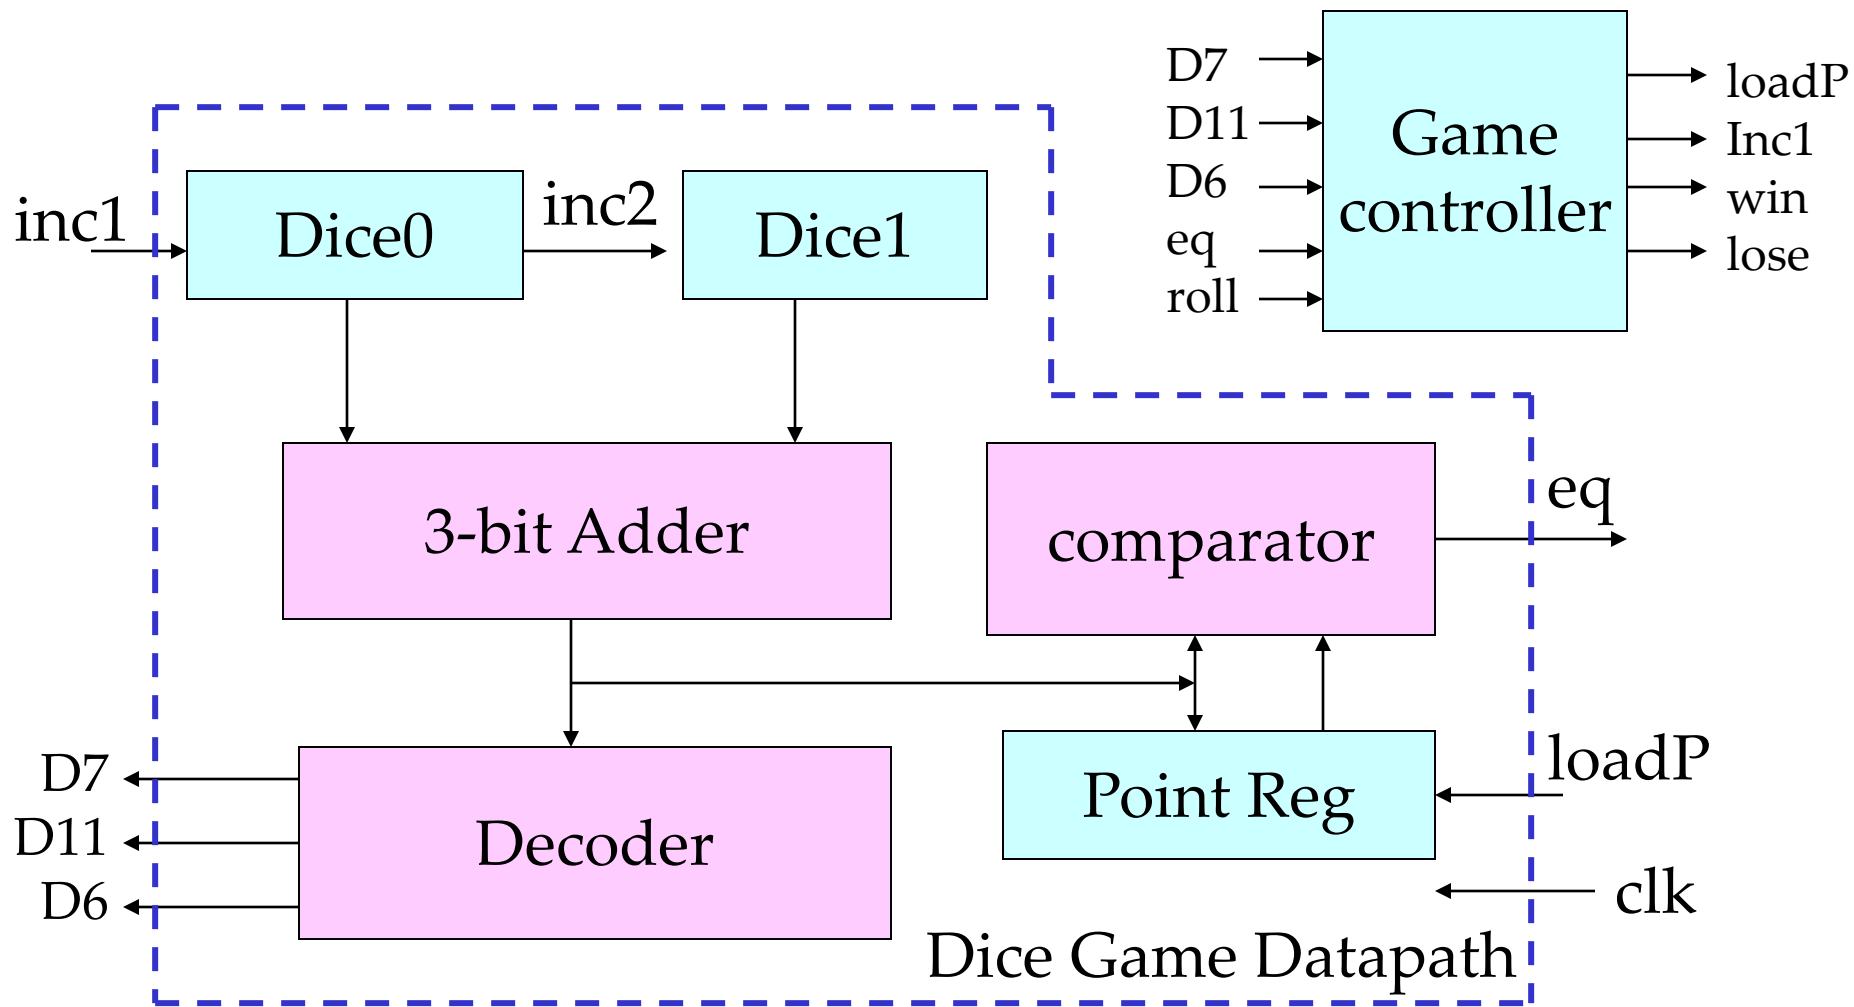 D7
D11
D6
eq
roll
Game
controller
loadP
Inc1
win
lose
inc1
Dice0
inc2
Dice1
3-bit Adder
comparator
eq
D7
D11
D6
Decoder
Point Reg
loadP
clk
Dice Game Datapath